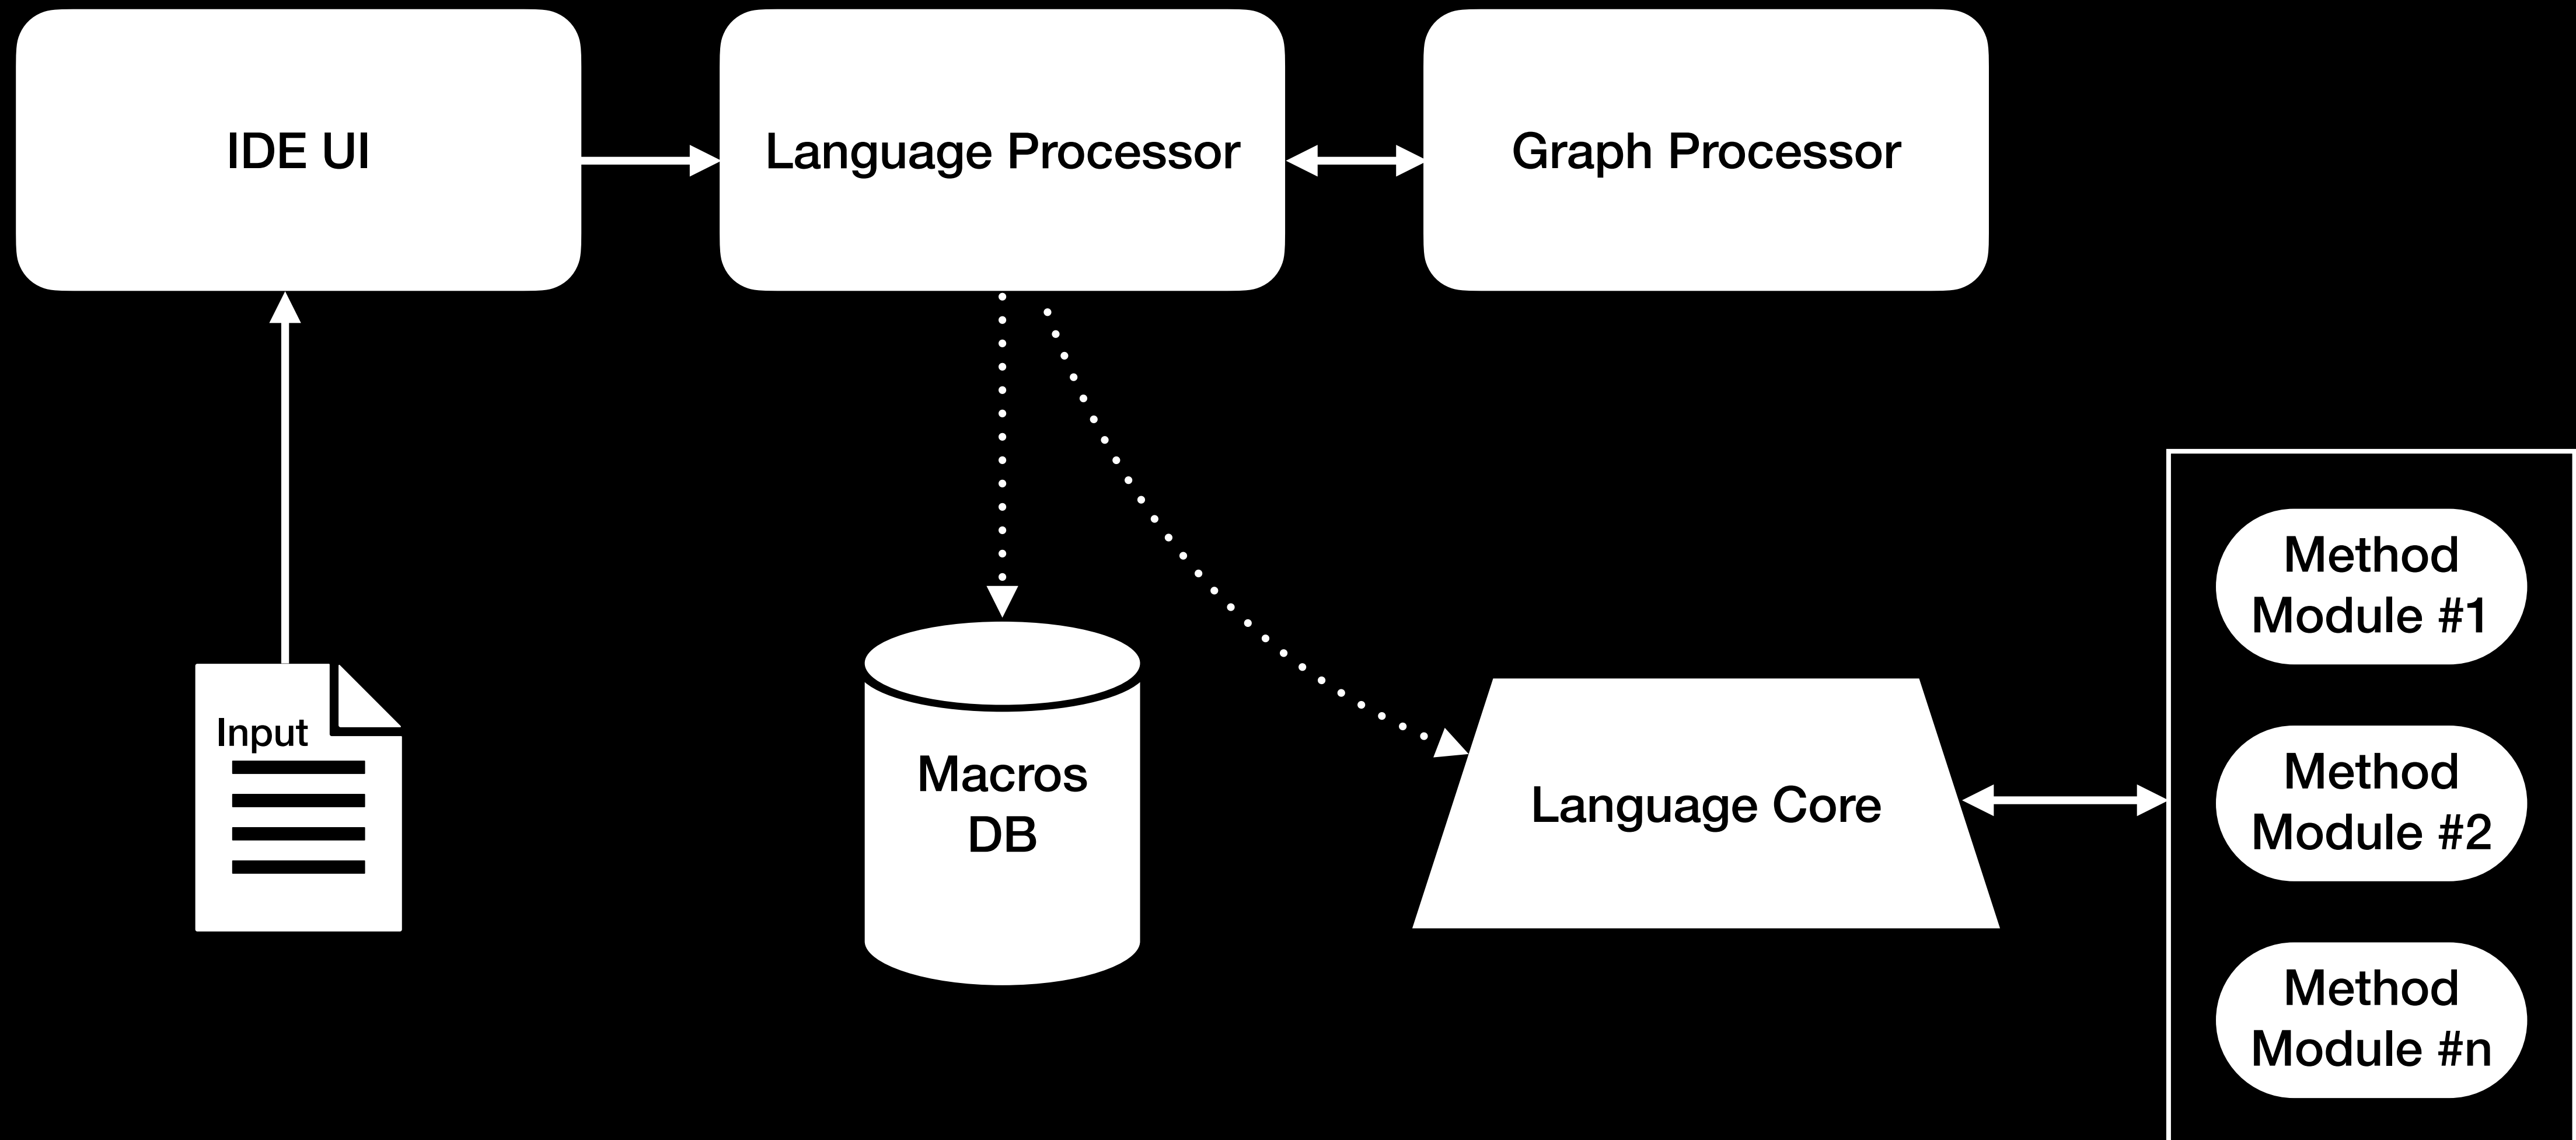 IDE UI
Language Processor
Graph Processor
Input
Macros
DB
Language Core
Method
Module #1
Method
Module #2
Method
Module #n